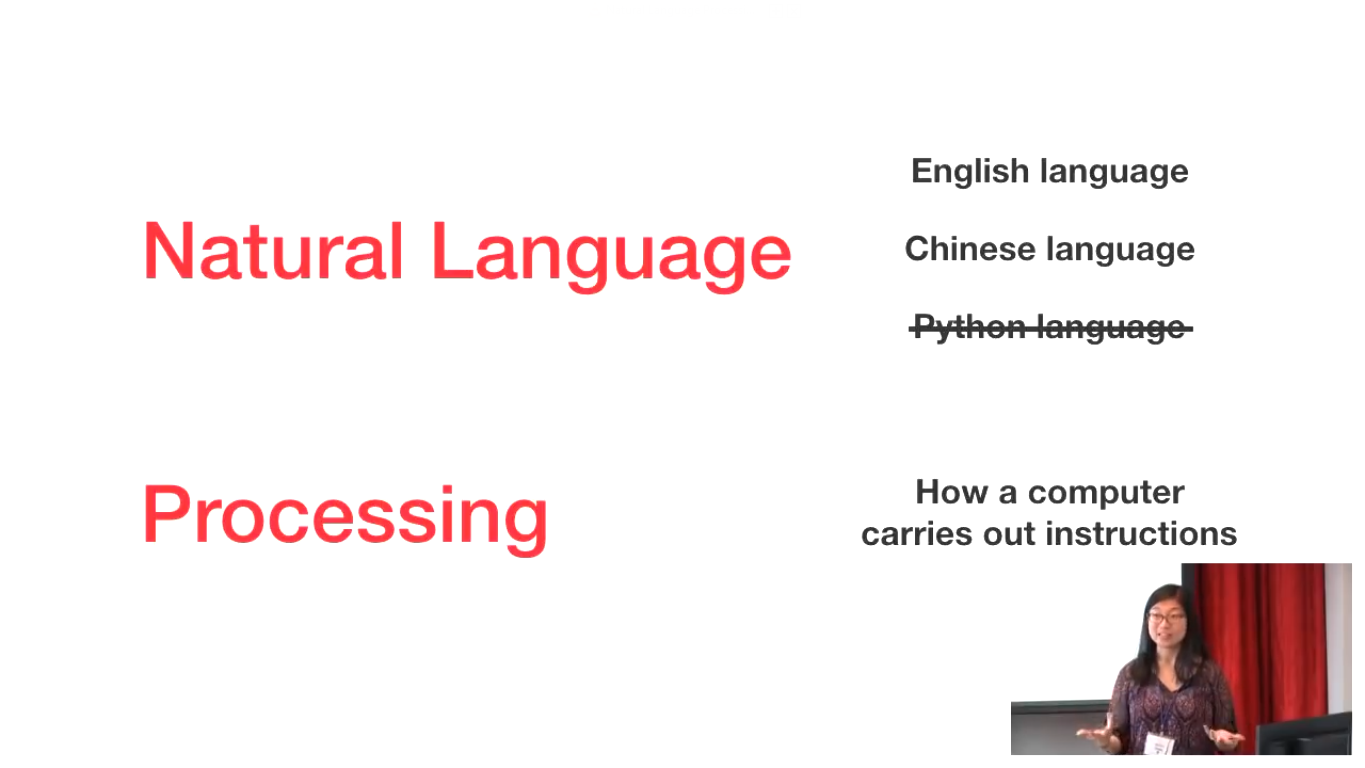 Natural Language
English language
Chinese language
Python language
Processing
How a computer
carries out instructions